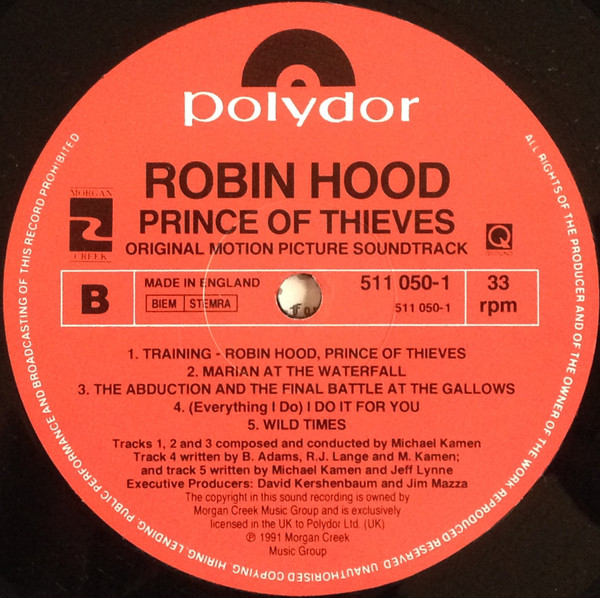 polydor
ROBIN HOOD
PRINCE OF THIEVES
ORIGINAL MOTION PICTURE SOUNDTRACK
MORGAN
CREEK
Q
SOUND
B
MADE IN ENGLAND
BIEM STEMRA
511 050-1
511 050-1
33
rpm
1. TRAINING - ROBIN HOOD, PRINCE OF THIEVES
2. MARIAN AT THE WATERFALL
3. THE ABDUCTION AND THE FINAL BATTLE AT THE GALLOWS
4. (Everything I Do) I DO IT FOR YOU
5. WILD TIMES
Tracks 1, 2 and 3 composed and conducted by Michael Kamen
Track 4 written by B. Adams, R.J. Lange and M. Kamen;
and track 5 written by Michael Kamen and Jeff Lynne
Executive Producers: David Kershenbaum and Jim Mazza
The copyright in this sound recording is owned by
Morgan Creek Music Group and is exclusively
licensed in the UK to Polydor Ltd. (UK)
℗ 1991 Morgan Creek
Music Group
ALL RIGHTS OF THE PRODUCER AND OF THE OWNER OF THE WORK REPRODUCED RESERVED UNAUTHORISED COPYING HIRING LENDING PUBLIC PERFORMANCE AND BROADCASTING OF THIS RECORD PROHIBITED